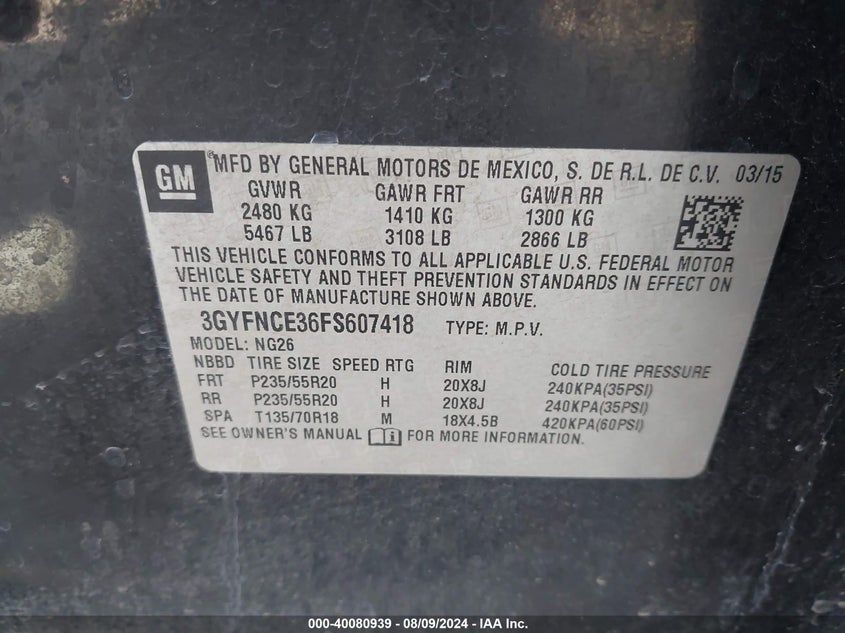 GM ®MFD BY GENERAL MOTORS DE MEXICO, S. DE R.L. DE C.V. 03/15
GVWR GAWR FRT GAWR RR
2480 KG 1410 KG 1300 KG
5467 LB 3108 LB 2866 LB
THIS VEHICLE CONFORMS TO ALL APPLICABLE U.S. FEDERAL MOTOR
VEHICLE SAFETY AND THEFT PREVENTION STANDARDS IN EFFECT ON
THE DATE OF MANUFACTURE SHOWN ABOVE.
3GYFNCE36FS607418 TYPE: M.P.V.
MODEL: NG26
NBBD TIRE SIZE SPEED RTG RIM COLD TIRE PRESSURE
FRT P235/55R20 H 20X8J 240KPA(35PSI)
RR P235/55R20 H 20X8J 240KPA(35PSI)
SPA T135/70R18 M 18X4.5B 420KPA(60PSI)
SEE OWNER'S MANUAL FOR MORE INFORMATION.
000-40080939 - 08/09/2024 - IAA Inc.